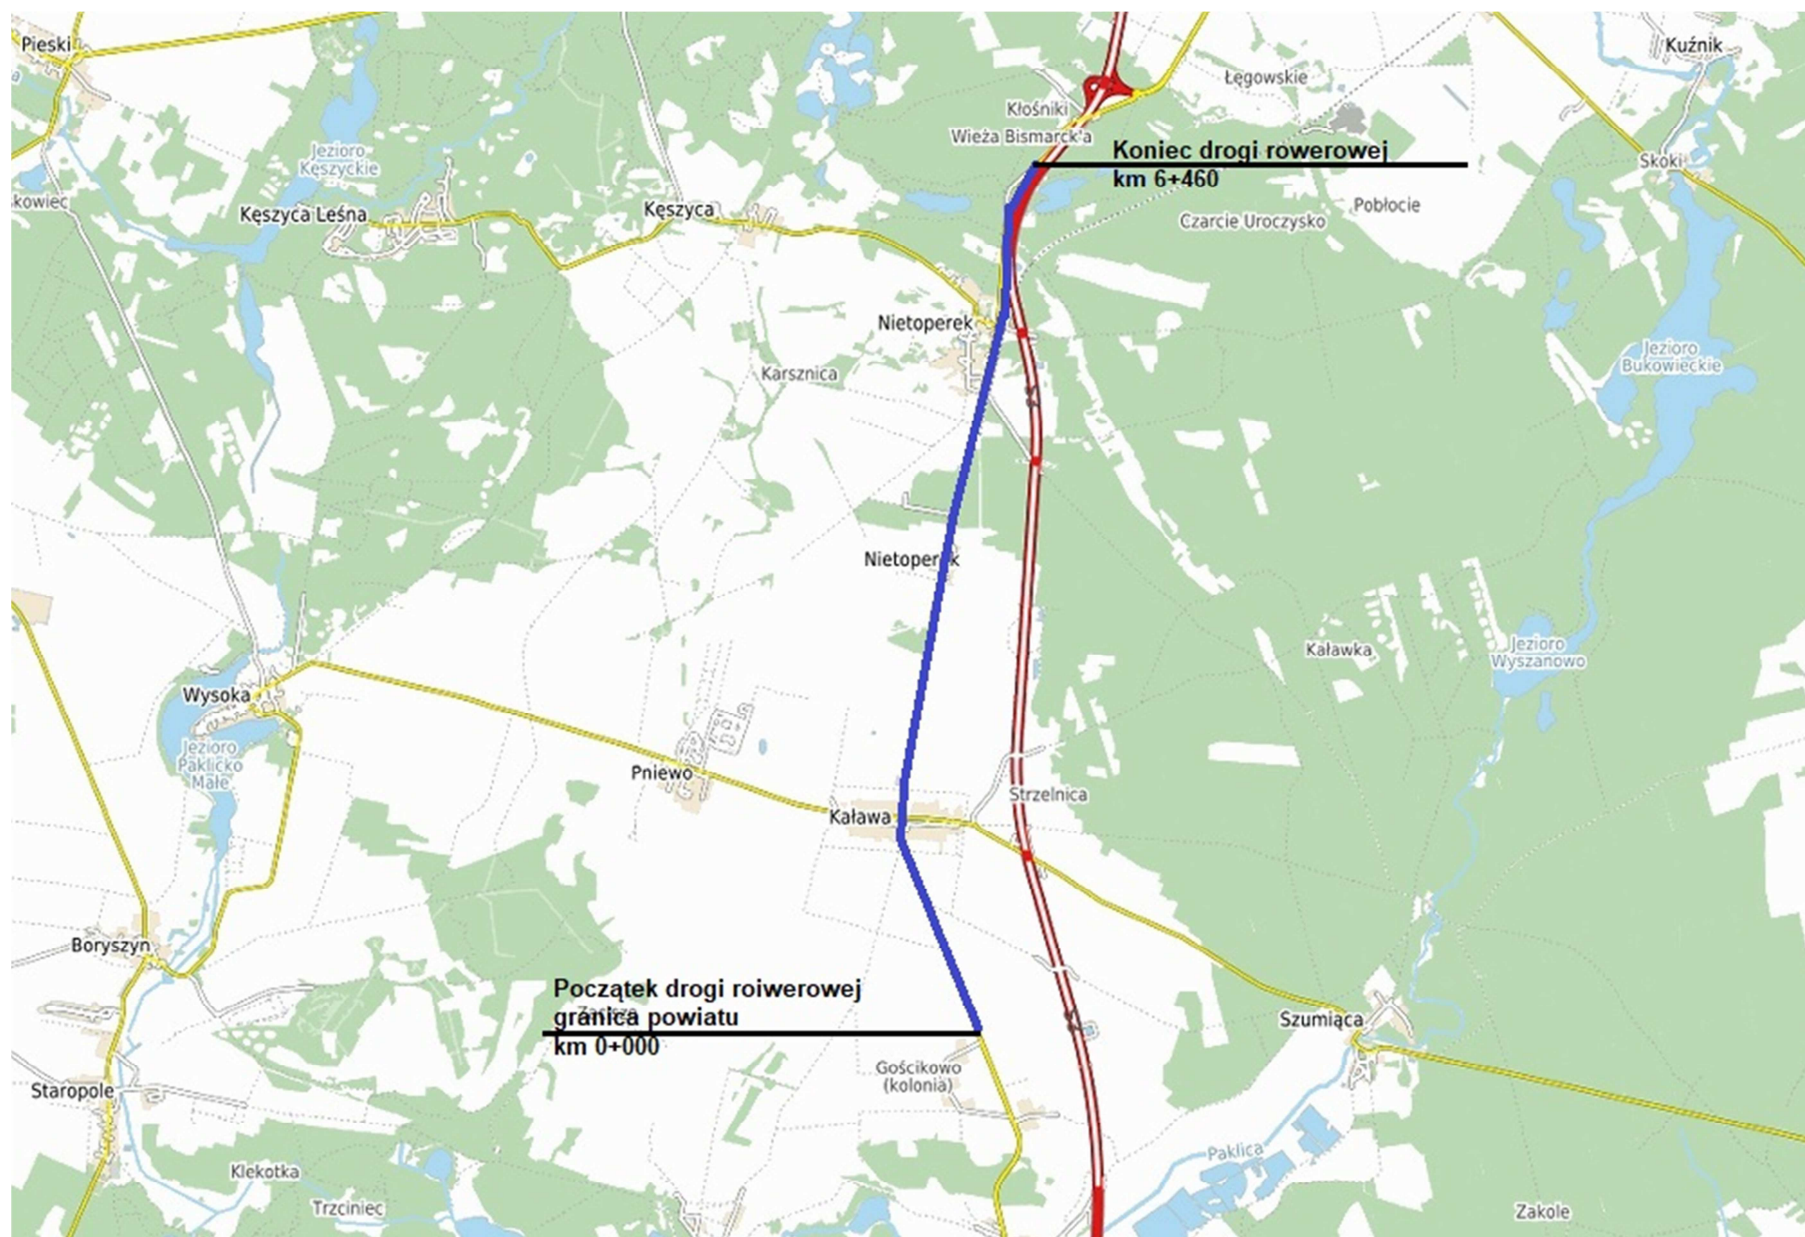 Pieski
Kuźnik
Łęgowskie
Kłośniki
Wieża Bismarck'a
Koniec drogi rowerowej
km 6+460
Jezioro
Kęszyckie
Skoki
skowiec
Kęszyca Leśna
Kęszyca
Pobłocie
Czarcie Uroczysko
Nietoperek
Jezioro
Bukowieckie
Karsznica
Nietoperek
Kaławka
Jezioro
Wyszanowo
Wysoka
Jezioro
Paklicko
Małe
Pniewo
Strzelnica
Kaława
Boryszyn
Początek drogi roiwerowej
granica powiatu
km 0+000
Szumiąca
Gościkowo
(kolonia)
Staropole
Paklica
Klekotka
Trzciniec
Zakole